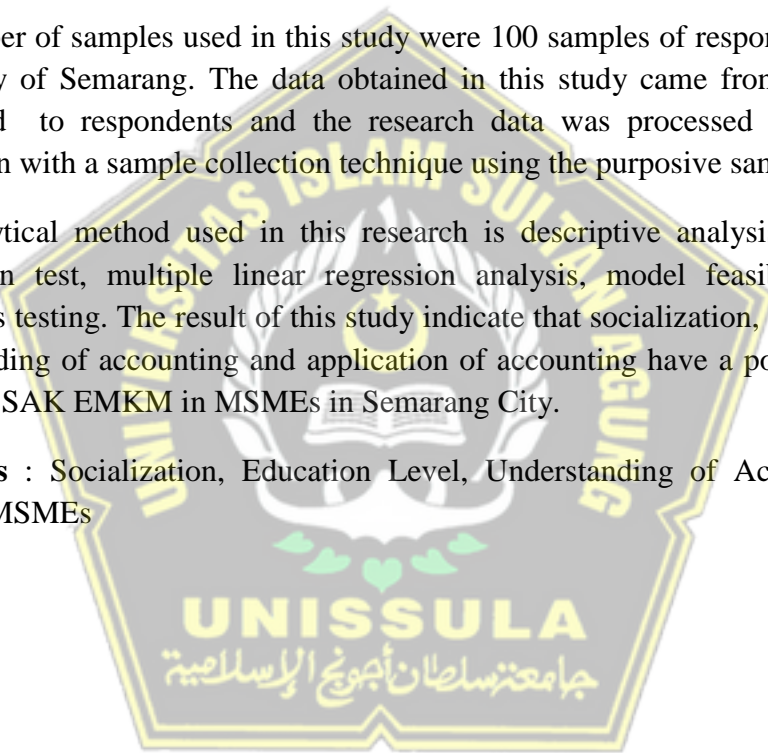 er of samples used in this study were 100 samples of respon
y of Semarang. The data obtained in this study came from
d to respondents and the research data was processed
n with a sample collection technique using the purposive san
ytical method used in this research is descriptive analysi
n test, multiple linear regression analysis, model feasil
s testing. The result of this study indicate that socialization,
ding of accounting and application of accounting have a po
SAK EMKM in MSMEs in Semarang City.
s : Socialization, Education Level, Understanding of Ac
MSMEs
UNIVERSITAS ISLAM SULTAN AGUNG
UNISSULA
جامعة سلطان أجونج الإسلامية